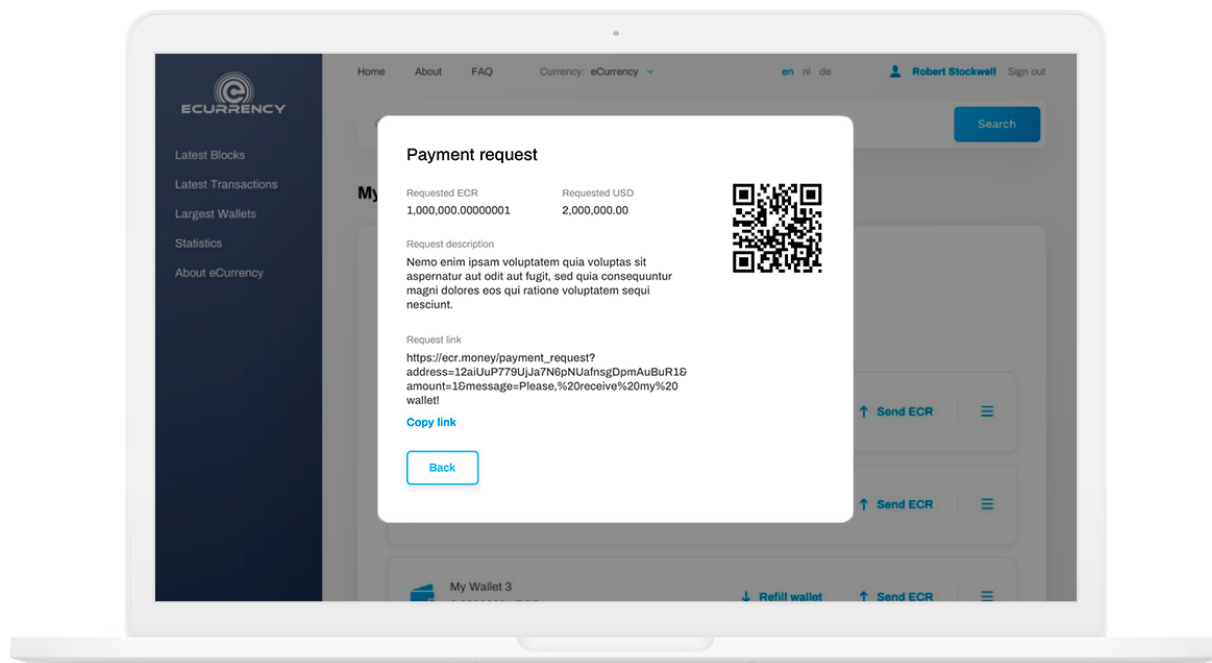 Home About FAQ Currency: eCurrency en nl de Robert Stockwell Sign out
ECURRENCY
Search
Latest Blocks
Latest Transactions
Largest Wallets
Statistics
About eCurrency
My
Payment request
Requested ECR Requested USD
1,000,000.00000001 2,000,000.00
Request description
Nemo enim ipsam voluptatem quia voluptas sit
aspernatur aut odit aut fugit, sed quia consequuntur
magni dolores eos qui ratione voluptatem sequi
nesciunt.
Request link
https://ecr.money/payment_request?
address=12aiUuP779UjJa7N6pNUafnsgDpmAuBuR1&
amount=1&message=Please,%20receive%20my%20
wallet!
Copy link
Back
Send ECR
Send ECR
My Wallet 3
Refill wallet Send ECR